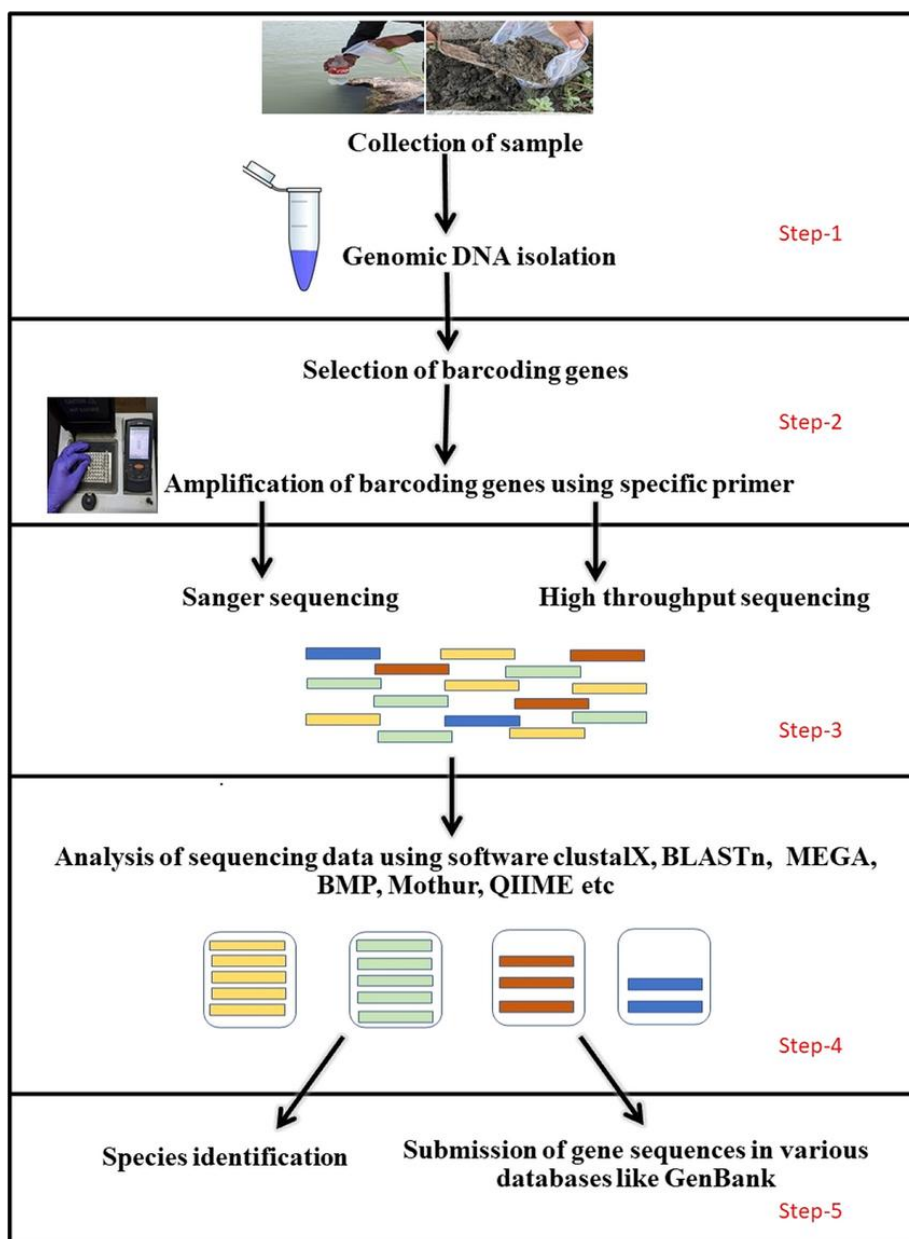 Collection of sample
Step-1
Genomic DNA isolation
Selection of barcoding genes
Step-2
Amplification of barcoding genes using specific primer
Sanger sequencing
High throughput sequencing
Step-3
Analysis of sequencing data using software clustalX, BLASTn, MEGA,
BMP, Mothur, QIIME etc
Step-4
Species identification
Submission of gene sequences in various
databases like GenBank
Step-5